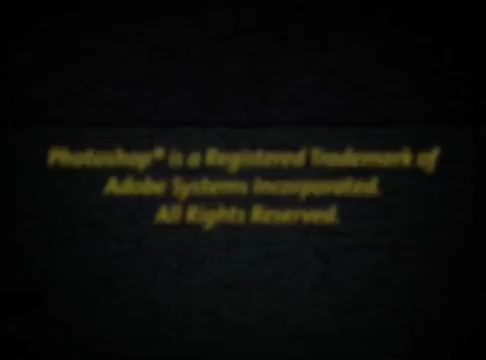 Photoshop® is a Registered Trademark of
Adobe Systems Incorporated.
All Rights Reserved.